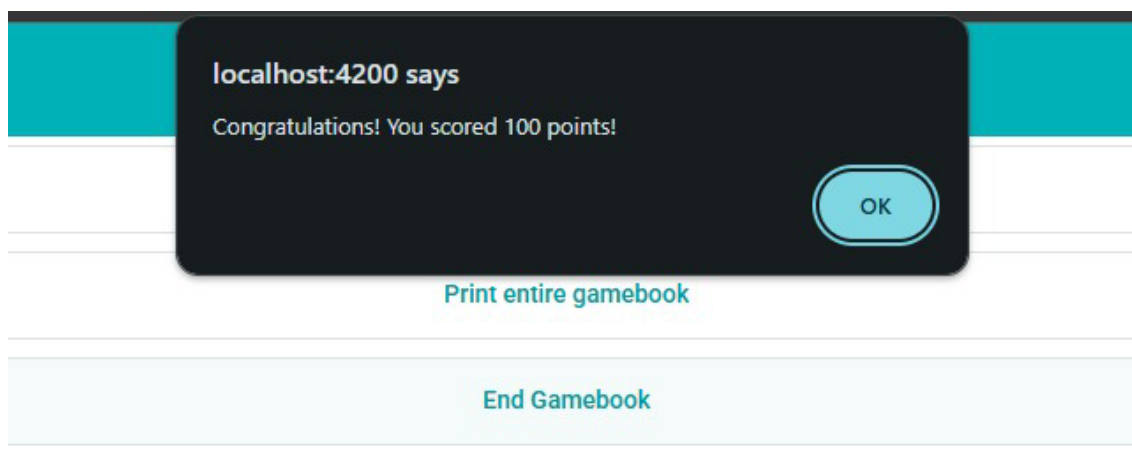 localhost:4200 says
Congratulations! You scored 100 points!
OK
Print entire gamebook
End Gamebook